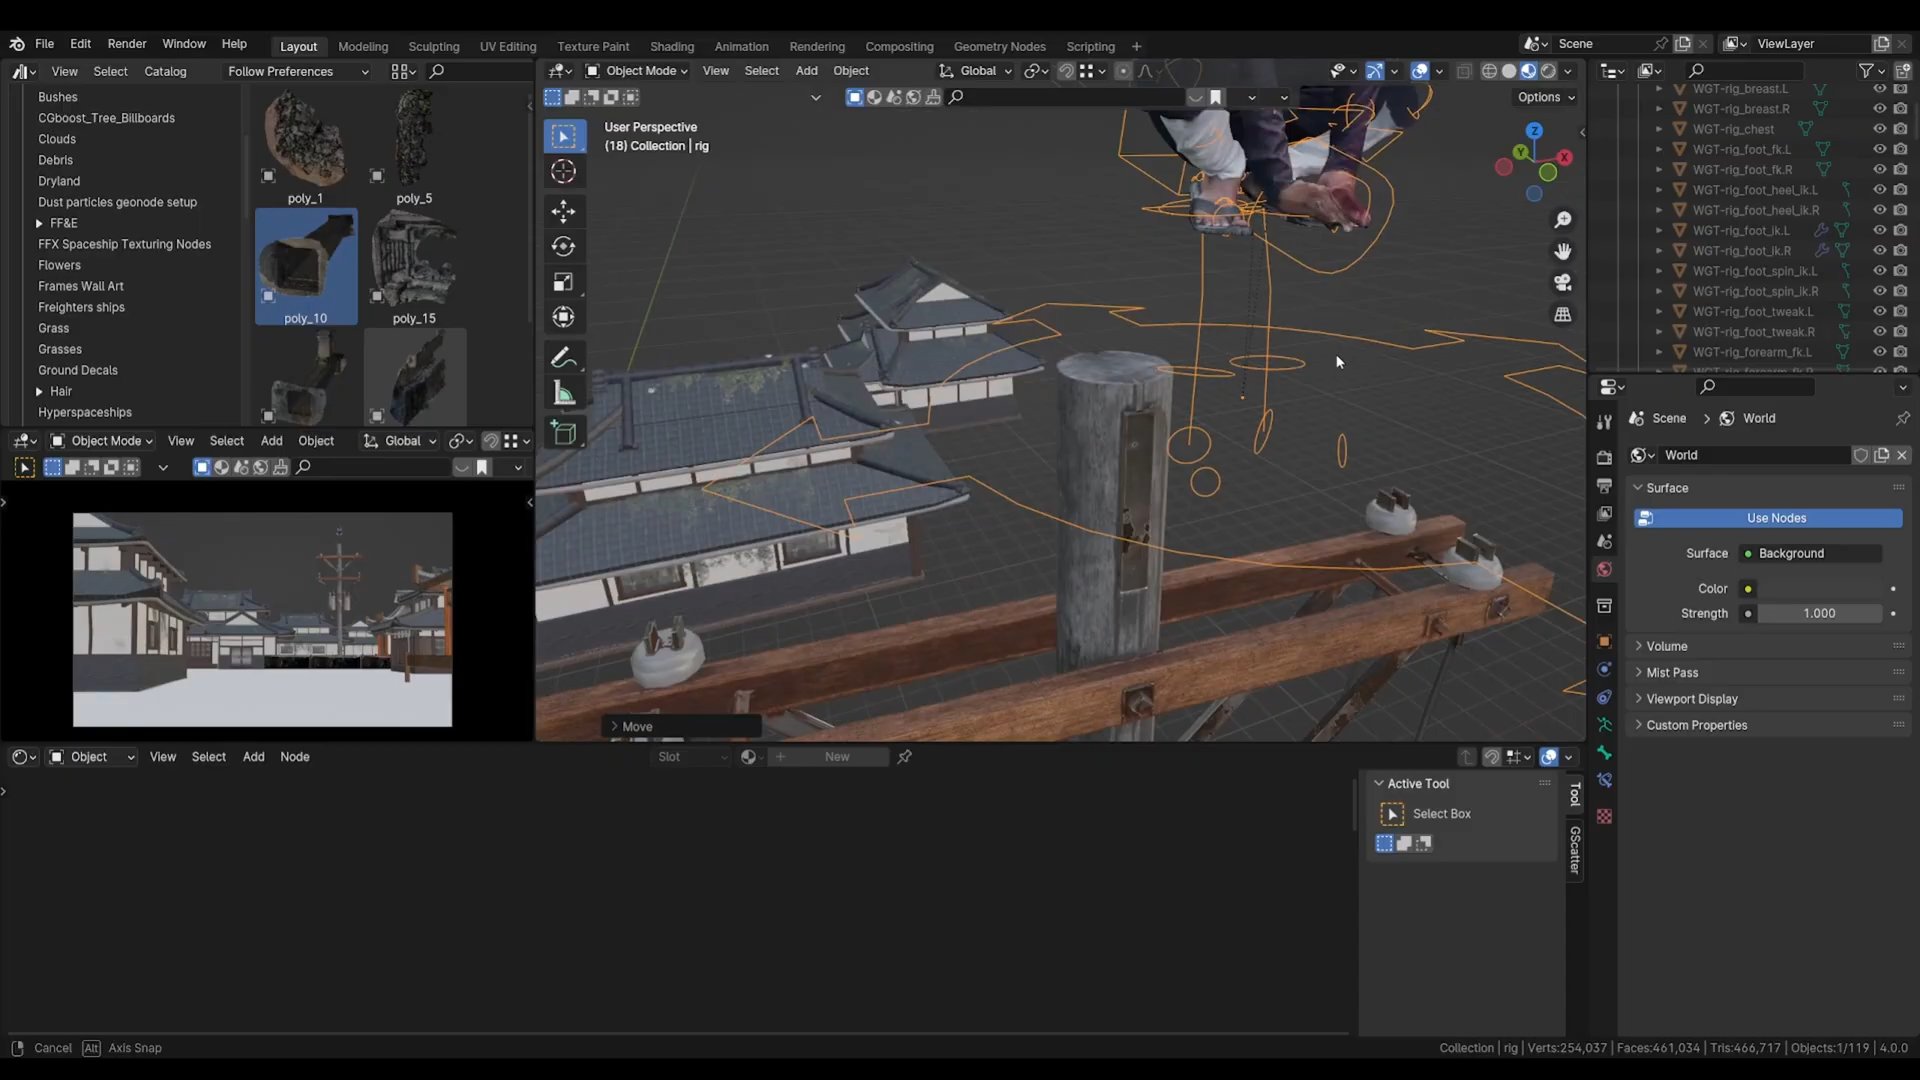 File Edit Render Window Help Layout Modeling Sculpting UV Editing Texture Paint Shading Animation Rendering Compositing Geometry Nodes Scripting + Scene ViewLayer
View Select Catalog Follow Preferences
Object Mode View Select Add Object Global
Options
Bushes
CGboost_Tree_Billboards
Clouds
Debris
Dryland
Dust particles geonode setup
FF&E
FFX Spaceship Texturing Nodes
Flowers
Frames Wall Art
Freighters ships
Grass
Grasses
Ground Decals
Hair
Hyperspaceships
poly_1
poly_5
poly_10
poly_15
User Perspective
(18) Collection | rig
Z
Y
X
Move
WGT-rig_breast.L
WGT-rig_breast.R
WGT-rig_chest
WGT-rig_foot_fk.L
WGT-rig_foot_fk.R
WGT-rig_foot_heel_ik.L
WGT-rig_foot_heel_ik.R
WGT-rig_foot_ik.L
WGT-rig_foot_ik.R
WGT-rig_foot_spin_ik.L
WGT-rig_foot_spin_ik.R
WGT-rig_foot_tweak.L
WGT-rig_foot_tweak.R
WGT-rig_forearm_fk.L
Scene World
World
Surface
Use Nodes
Surface Background
Color
Strength 1.000
Volume
Mist Pass
Viewport Display
Custom Properties
Object Mode View Select Add Object Global
Object View Select Add Node Slot New
Active Tool
Select Box
Tool
GScatter
Cancel Alt Axis Snap
Collection | rig | Verts:254,037 | Faces:461,034 | Tris:466,717 | Objects:1/119 | 4.0.0